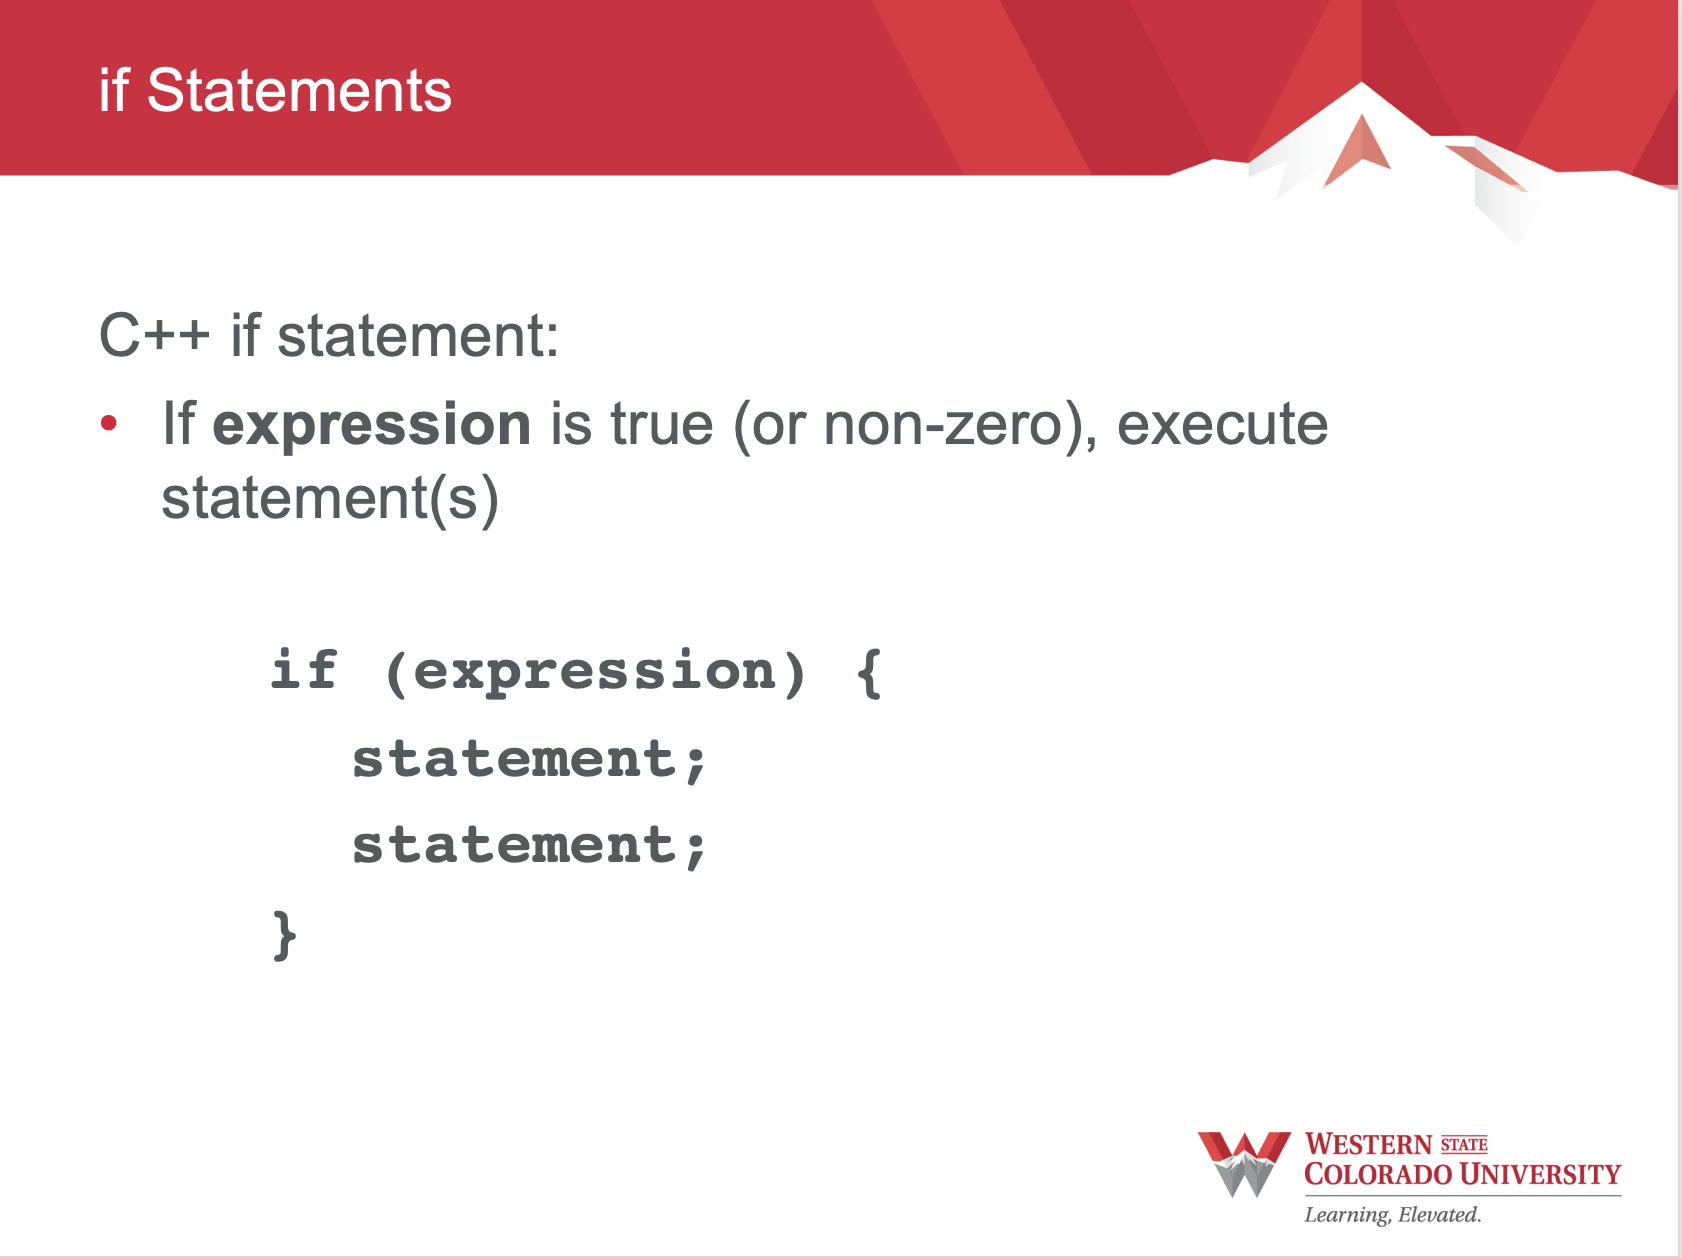 if Statements
C++ if statement:
• If expression is true (or non-zero), execute
statement(s)
if (expression) {
statement;
statement;
}
WESTERN STATE
COLORADO UNIVERSITY
Learning, Elevated.